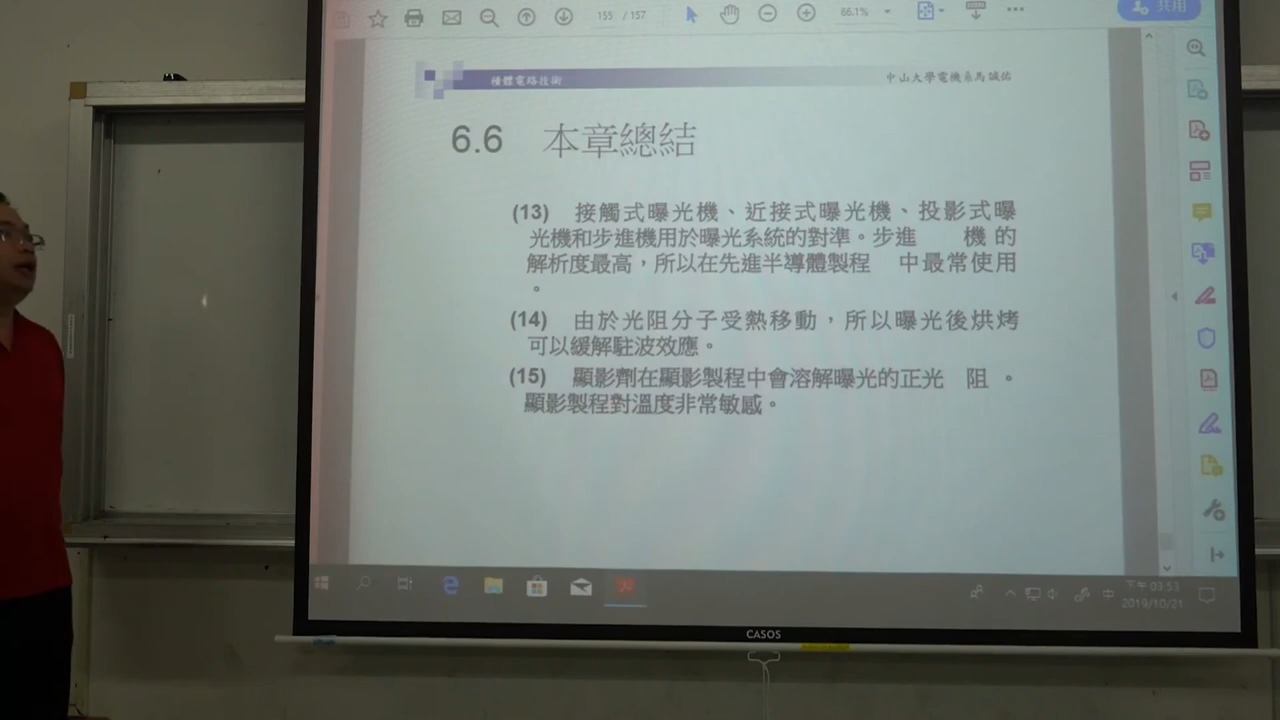 155 / 157
66.1%
共用
積體電路技術
中山大學電機系馬誠佑
6.6 本章總結
(13) 接觸式曝光機、近接式曝光機、投影式曝
光機和步進機用於曝光系統的對準。步進 機 的
解析度最高，所以在先進半導體製程 中最常使用
。
(14) 由於光阻分子受熱移動，所以曝光後烘烤
可以緩解駐波效應。
(15) 顯影劑在顯影製程中會溶解曝光的正光 阻 。
顯影製程對溫度非常敏感。
中
下午 03:53
2019/10/21
CASOS